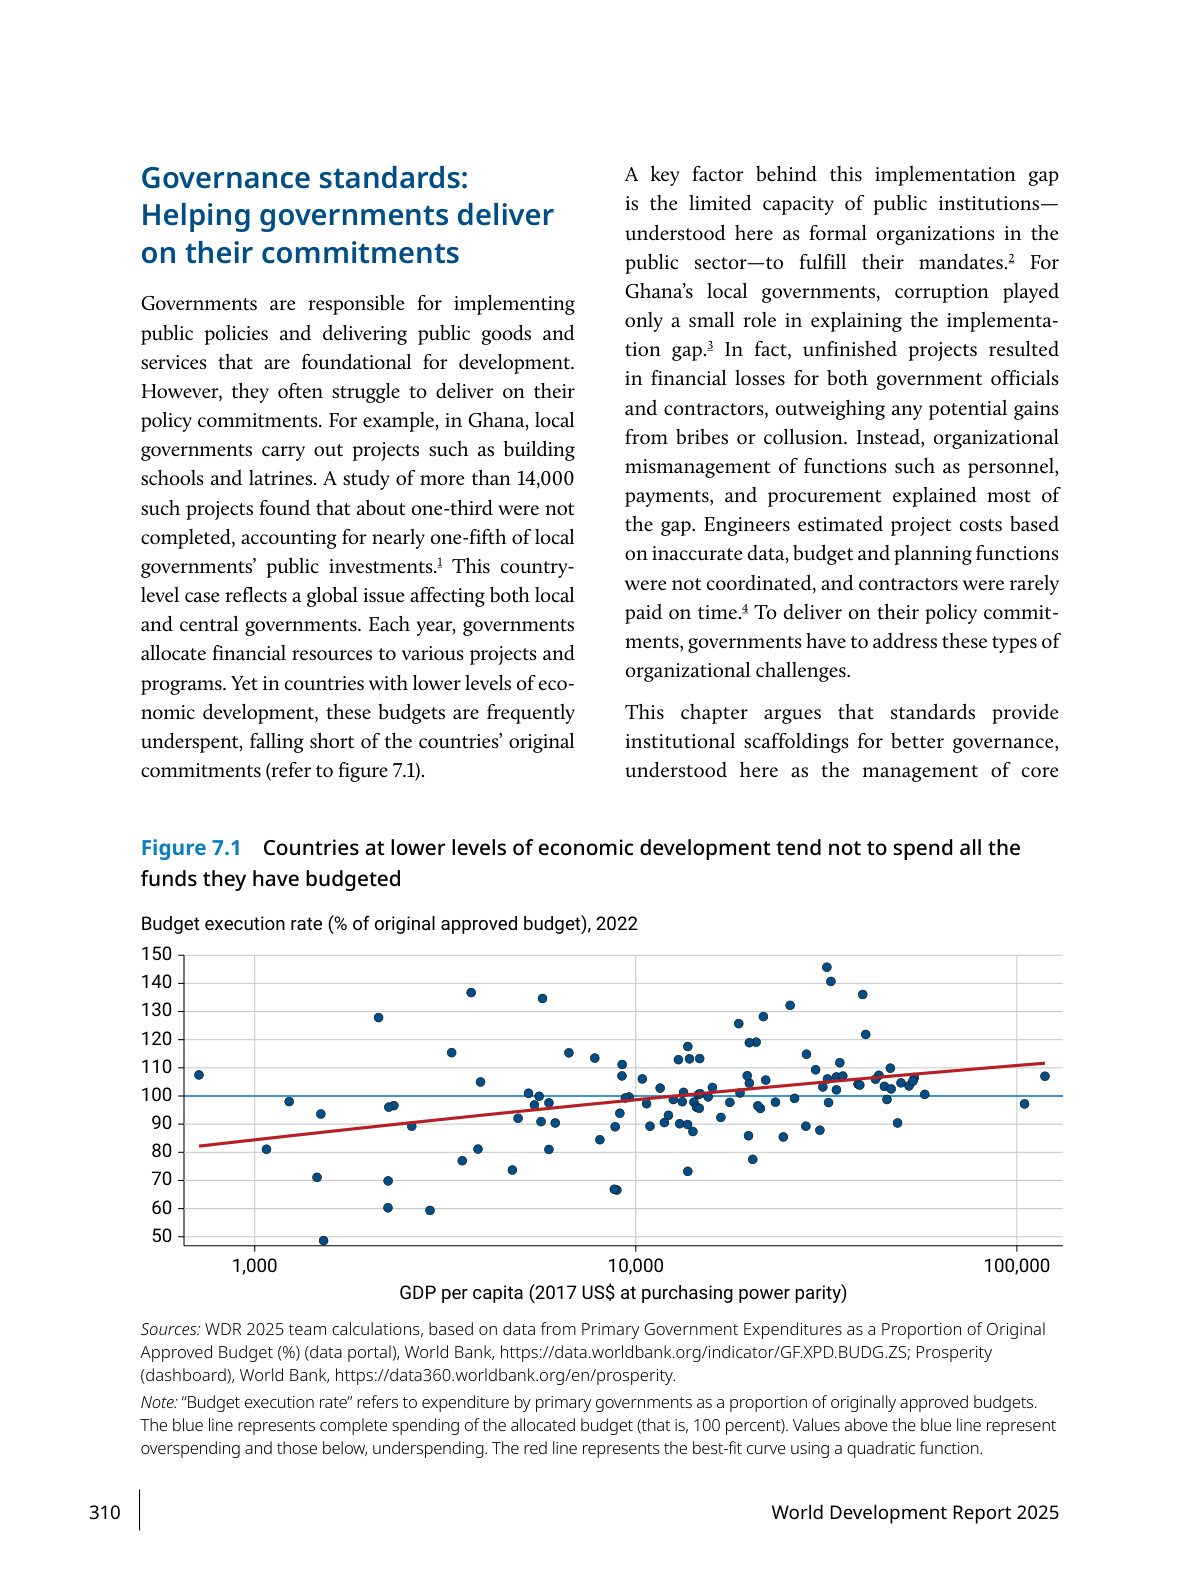 Governance standards:
Helping governments deliver
on their commitments
Governments are responsible for implementing
public policies and delivering public goods and
services that are foundational for development.
However, they often struggle to deliver on their
policy commitments. For example, in Ghana, local
governments carry out projects such as building
schools and latrines. A study of more than 14,000
such projects found that about one-third were not
completed, accounting for nearly one-fifth of local
governments’ public investments.1 This country-
level case reflects a global issue affecting both local
and central governments. Each year, governments
allocate financial resources to various projects and
programs. Yet in countries with lower levels of eco-
nomic development, these budgets are frequently
underspent, falling short of the countries’ original
commitments (refer to figure 7.1).
A key factor behind this implementation gap
is the limited capacity of public institutions—
understood here as formal organizations in the
public sector—to fulfill their mandates.2 For
Ghana’s local governments, corruption played
only a small role in explaining the implementa-
tion gap.3 In fact, unfinished projects resulted
in financial losses for both government officials
and contractors, outweighing any potential gains
from bribes or collusion. Instead, organizational
mismanagement of functions such as personnel,
payments, and procurement explained most of
the gap. Engineers estimated project costs based
on inaccurate data, budget and planning functions
were not coordinated, and contractors were rarely
paid on time.4 To deliver on their policy commit-
ments, governments have to address these types of
organizational challenges.
This chapter argues that standards provide
institutional scaffoldings for better governance,
understood here as the management of core
Figure 7.1 Countries at lower levels of economic development tend not to spend all the
funds they have budgeted
Budget execution rate (% of original approved budget), 2022
150
140
130
120
110
100
90
80
70
60
50
1,000 10,000 100,000
GDP per capita (2017 US$ at purchasing power parity)
Sources: WDR 2025 team calculations, based on data from Primary Government Expenditures as a Proportion of Original
Approved Budget (%) (data portal), World Bank, https://data.worldbank.org/indicator/GF.XPD.BUDG.ZS; Prosperity
(dashboard), World Bank, https://data360.worldbank.org/en/prosperity.
Note: “Budget execution rate” refers to expenditure by primary governments as a proportion of originally approved budgets.
The blue line represents complete spending of the allocated budget (that is, 100 percent). Values above the blue line represent
overspending and those below, underspending. The red line represents the best-fit curve using a quadratic function.
310
World Development Report 2025